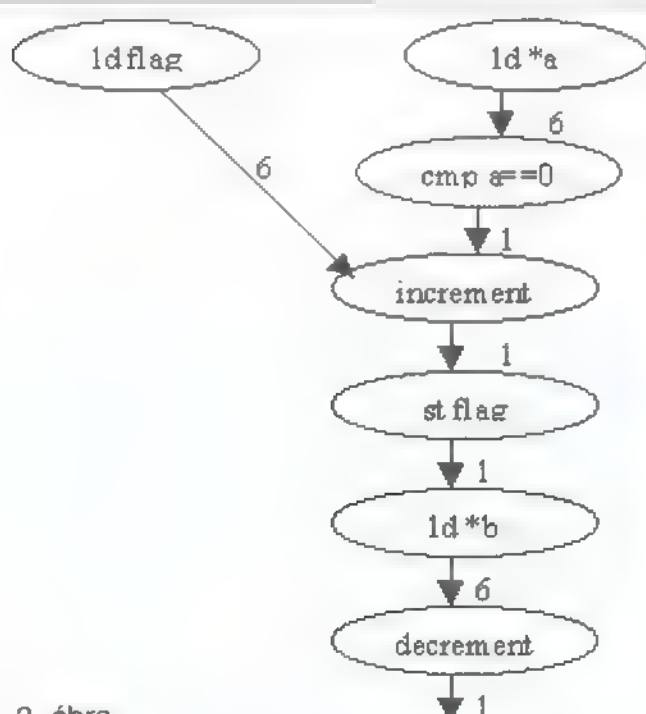 ld flag
ld *a
6
6
cmp a==0
1
increment
1
st flag
1
ld *b
6
decrement
1